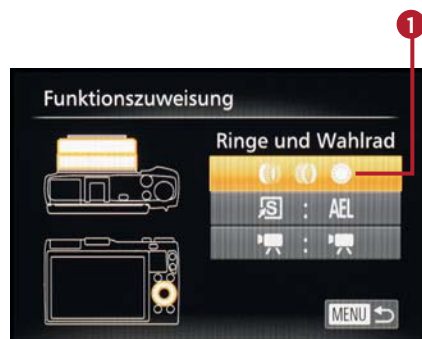 1
Funktionszuweisung
Ringe und Wahlrad
S : AEL
:
MENU